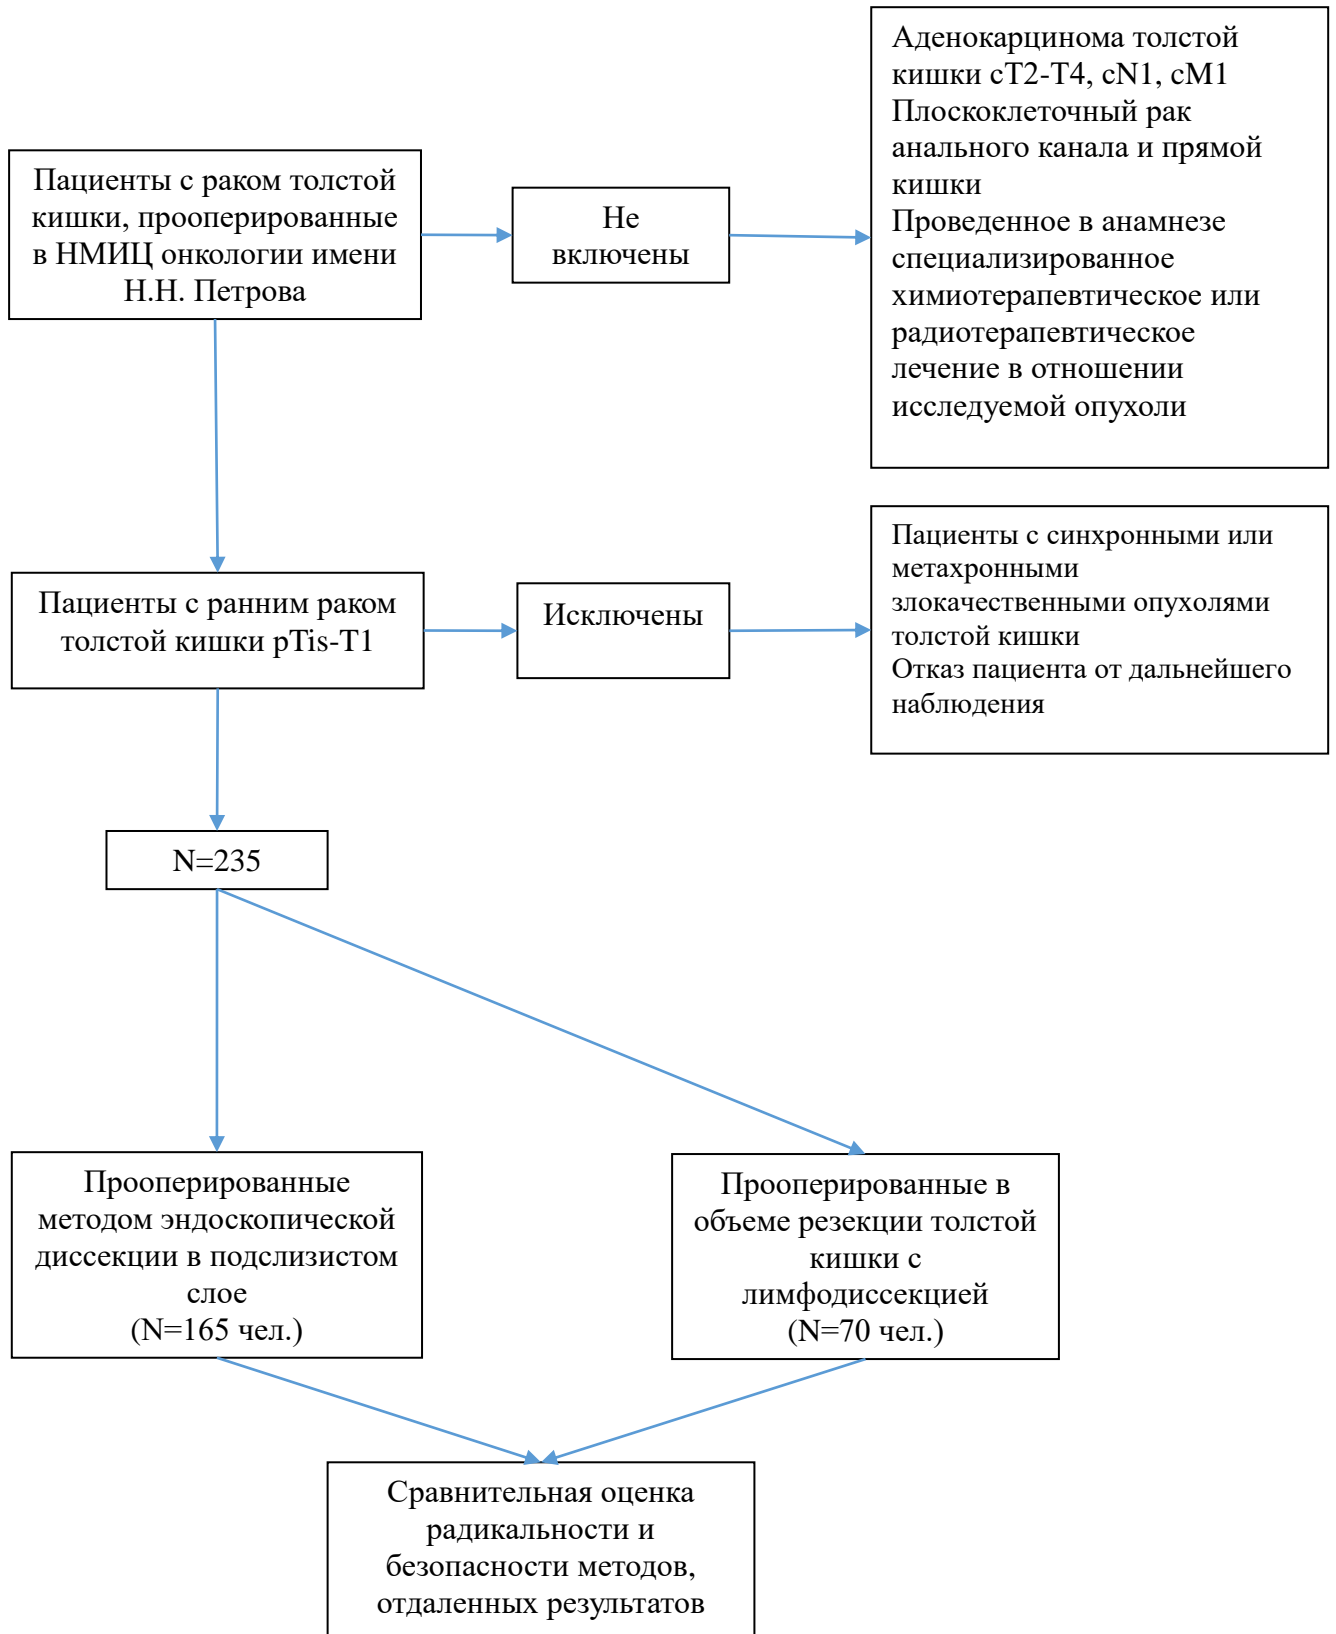 Пациенты с раком толстой
кишки, прооперированные
в НМИЦ онкологии имени
Н.Н. Петрова
Не
включены
Аденокарцинома толстой
кишки cT2-T4, cN1, cM1
Плоскоклеточный рак
анального канала и прямой
кишки
Проведенное в анамнезе
специализированное
химиотерапевтическое или
радиотерапевтическое
лечение в отношении
исследуемой опухоли
Пациенты с ранним раком
толстой кишки pTis-T1
Исключены
Пациенты с синхронными или
метахронными
злокачественными опухолями
толстой кишки
Отказ пациента от дальнейшего
наблюдения
N=235
Прооперированные
методом эндоскопической
диссекции в подслизистом
слое
(N=165 чел.)
Прооперированные в
объеме резекции толстой
кишки с
лимфодиссекцией
(N=70 чел.)
Сравнительная оценка
радикальности и
безопасности методов,
отдаленных результатов